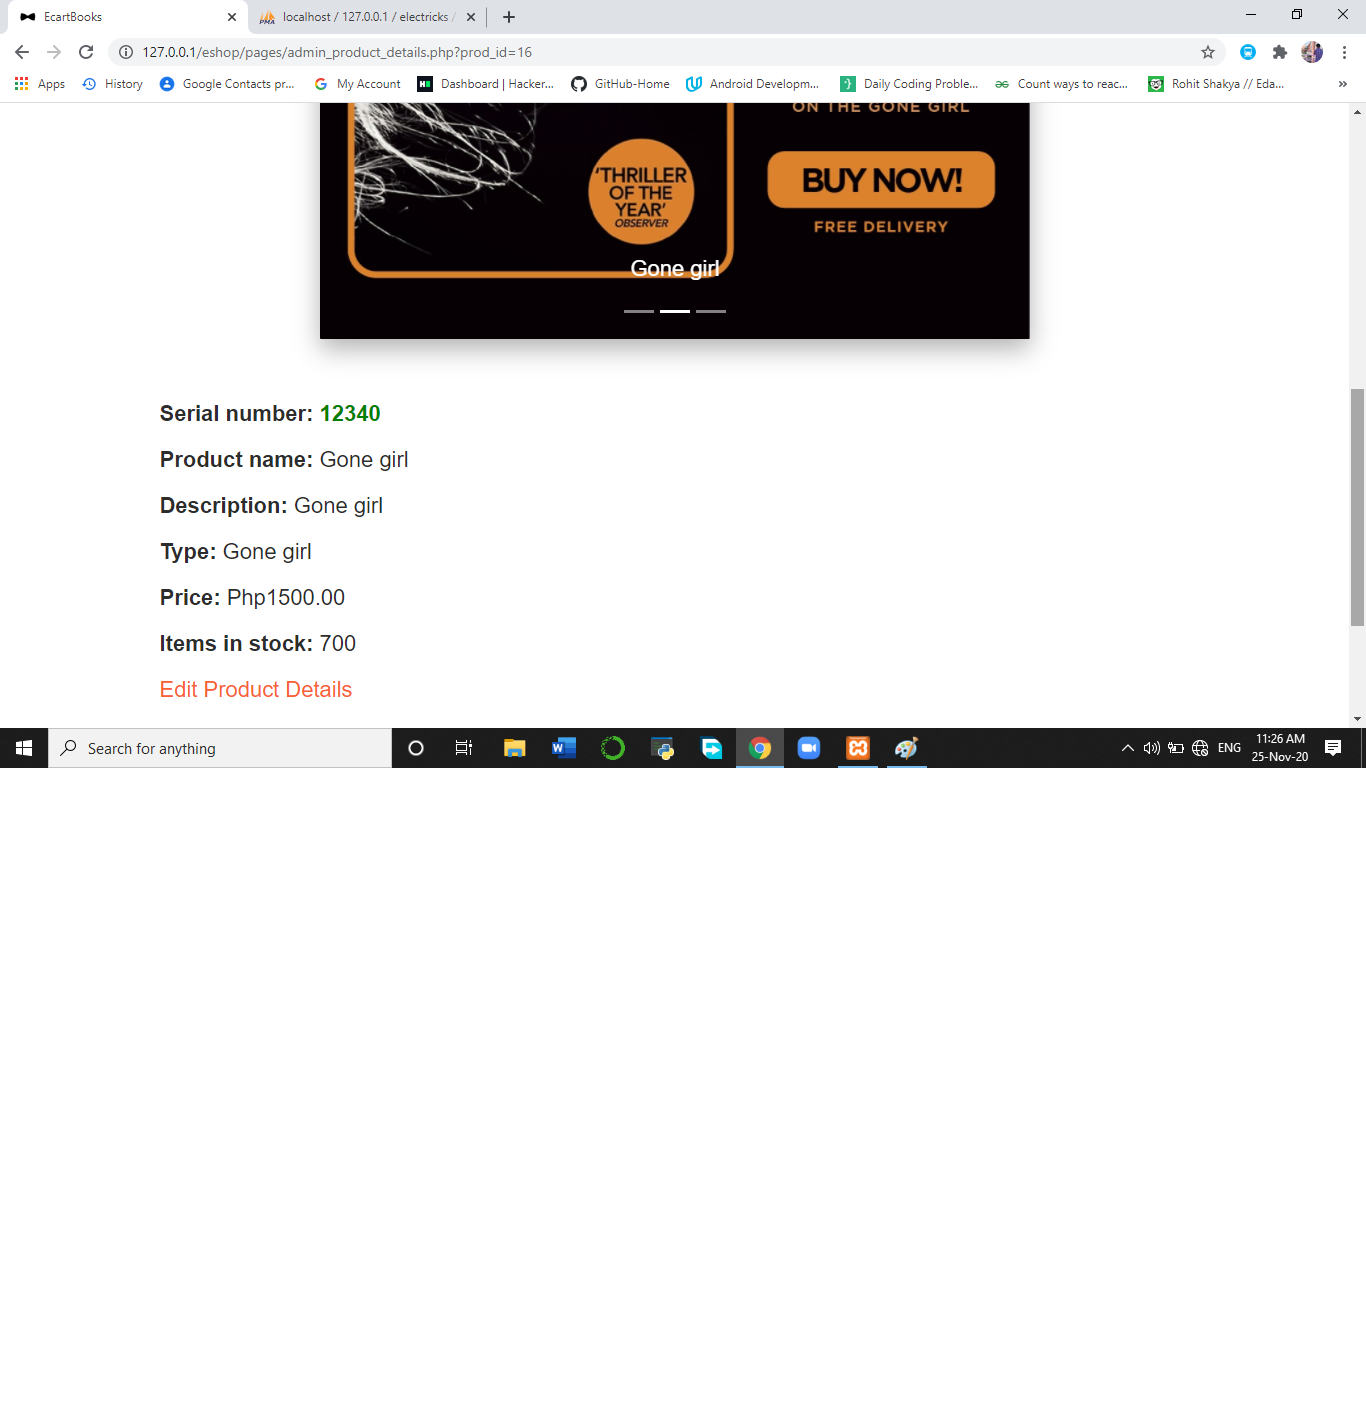 EcartBooks
localhost / 127.0.0.1 / electricks /
127.0.0.1/eshop/pages/admin_product_details.php?prod_id=16
Apps History Google Contacts pr... My Account Dashboard | Hacker... GitHub-Home Android Developm... Daily Coding Proble... Count ways to reac... Rohit Shakya // Eda... »
ON THE GONE GIRL
'THRILLER
OF THE
YEAR'
OBSERVER
BUY NOW!
FREE DELIVERY
Gone girl
Serial number: 12340
Product name: Gone girl
Description: Gone girl
Type: Gone girl
Price: Php1500.00
Items in stock: 700
Edit Product Details
Search for anything
ENG
11:26 AM
25-Nov-20